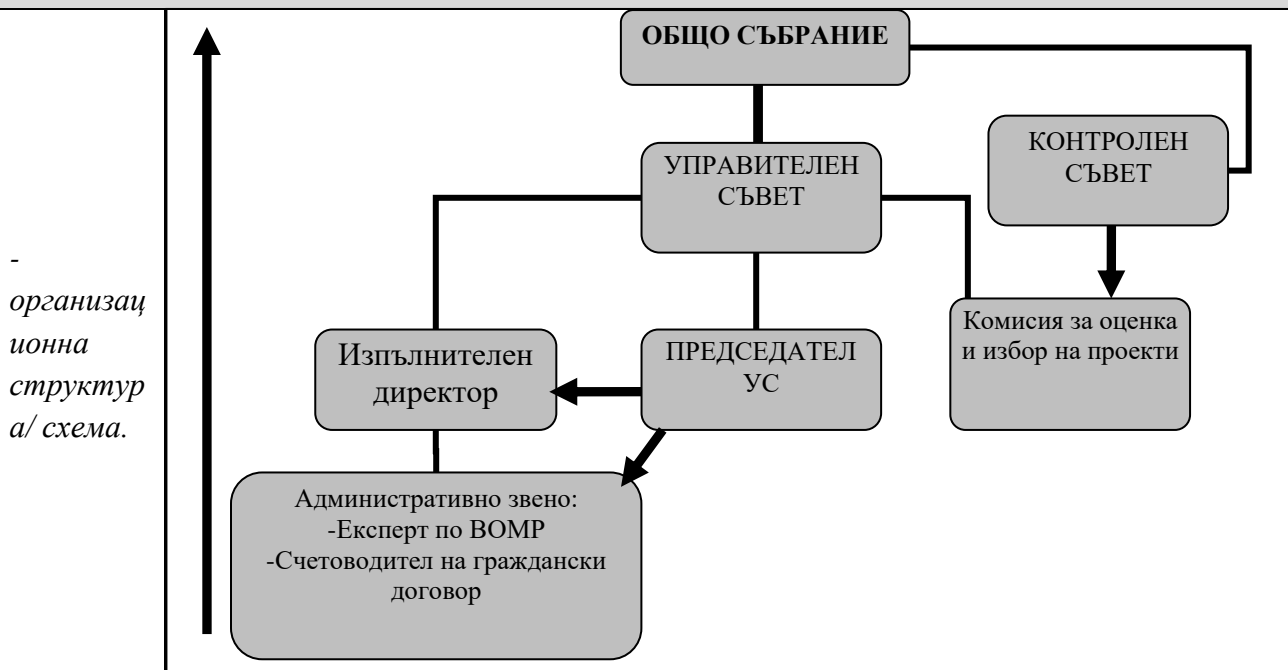 -
организац
ионна
структур
а/ схема.
ОБЩО СЪБРАНИЕ
УПРАВИТЕЛЕН
СЪВЕТ
КОНТРОЛЕН
СЪВЕТ
Изпълнителен
директор
ПРЕДСЕДАТЕЛ
УС
Комисия за оценка
и избор на проекти
Административно звено:
-Експерт по ВОМР
-Счетоводител на граждански
договор